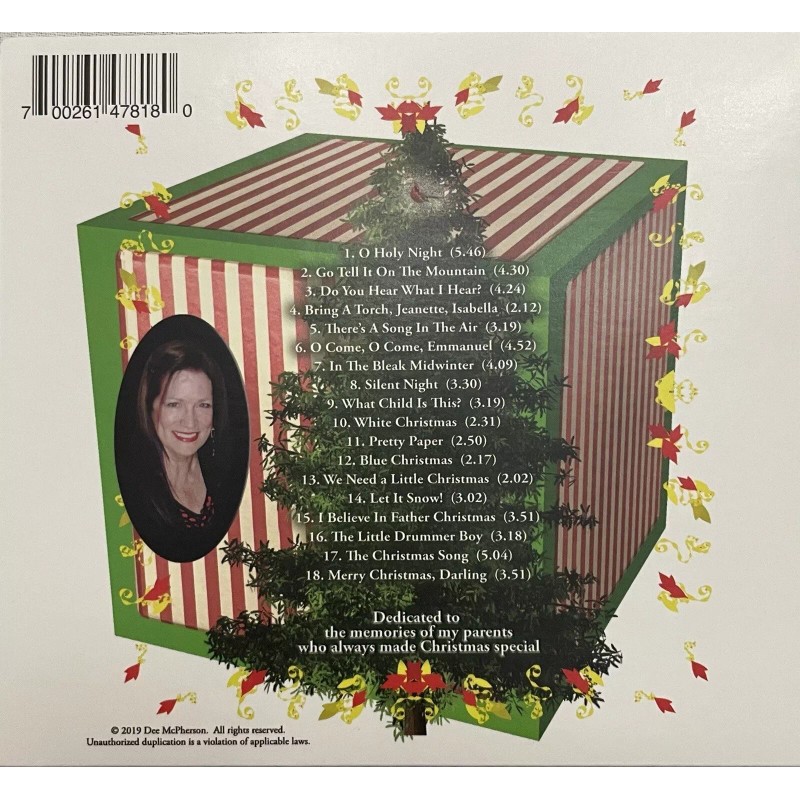 7 00261 47818 0
1. O Holy Night (5.46)
2. Go Tell It On The Mountain (4.30)
3. Do You Hear What I Hear? (4.24)
4. Bring A Torch, Jeanette, Isabella (2.12)
5. There's A Song In The Air (3.19)
6. O Come, O Come, Emmanuel (4.52)
7. In The Bleak Midwinter (4.09)
8. Silent Night (3.30)
9. What Child Is This? (3.19)
10. White Christmas (2.31)
11. Pretty Paper (2.50)
12. Blue Christmas (2.17)
13. We Need a Little Christmas (2.02)
14. Let It Snow! (3.02)
15. I Believe In Father Christmas (3.51)
16. The Little Drummer Boy (3.18)
17. The Christmas Song (5.04)
18. Merry Christmas, Darling (3.51)
Dedicated to
the memories of my parents
who always made Christmas special
© 2019 Dee McPherson. All rights reserved.
Unauthorized duplication is a violation of applicable laws.